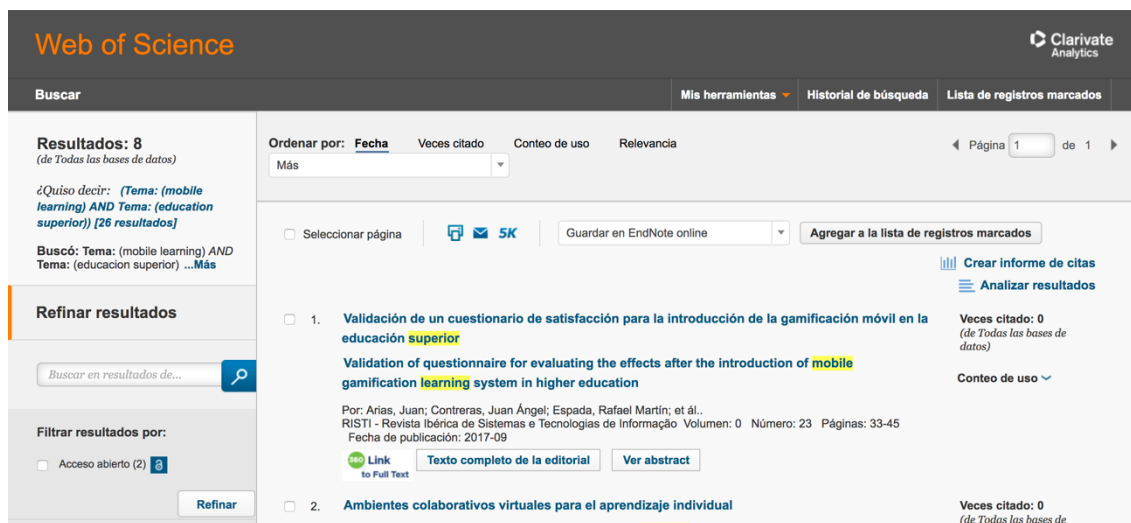 Web of Science
Clarivate
Analytics
Buscar
Mis herramientas
Historial de búsqueda
Lista de registros marcados
Resultados: 8
(de Todas las bases de datos)
¿Quiso decir: (Tema: (mobile
learning) AND Tema: (education
superior)) [26 resultados]
Buscó: Tema: (mobile learning) AND
Tema: (educacion superior) ...Más
Refinar resultados
Buscar en resultados de...
Filtrar resultados por:
Acceso abierto (2)
Refinar
Ordenar por: Fecha Veces citado Conteo de uso Relevancia
Más
Página 1 de 1
Seleccionar página
5K
Guardar en EndNote online
Agregar a la lista de registros marcados
Crear informe de citas
Analizar resultados
1. Validación de un cuestionario de satisfacción para la introducción de la gamificación móvil en la
educación superior
Validation of questionnaire for evaluating the effects after the introduction of mobile
gamification learning system in higher education
Por: Arias, Juan; Contreras, Juan Ángel; Espada, Rafael Martín; et ál..
RISTI - Revista Ibérica de Sistemas e Tecnologias de Informação Volumen: 0 Número: 23 Páginas: 33-45
Fecha de publicación: 2017-09
360 Link
to Full Text
Texto completo de la editorial
Ver abstract
Veces citado: 0
(de Todas las bases de
datos)
Conteo de uso
2. Ambientes colaborativos virtuales para el aprendizaje individual
Veces citado: 0
(de Todas las bases de